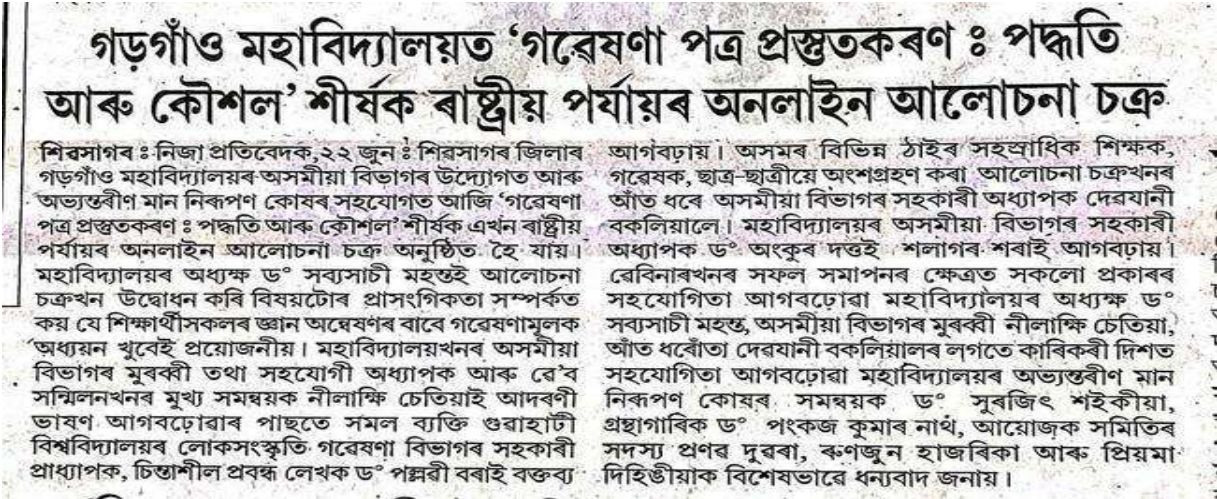 গড়গাঁও মহাবিদ্যালয়ত ‘গৱেষণা পত্ৰ প্ৰস্তুতকৰণ : পদ্ধতি
আৰু কৌশল’ শীৰ্ষক ৰাষ্ট্ৰীয় পৰ্যায়ৰ অনলাইন আলোচনা চক্ৰ
শিৱসাগৰ : নিজা প্ৰতিবেদক,২২ জুন : শিৱসাগৰ জিলাৰ
গড়গাঁও মহাবিদ্যালয়ৰ অসমীয়া বিভাগৰ উদ্যোগত আৰু
অভ্যন্তৰীণ মান নিৰূপণ কোষৰ সহযোগত আজি ‘গৱেষণা
পত্ৰ প্ৰস্তুতকৰণ : পদ্ধতি আৰু কৌশল’ শীৰ্ষক এখন ৰাষ্ট্ৰীয়
পৰ্যায়ৰ অনলাইন আলোচনা চক্ৰ অনুষ্ঠিত হৈ যায়।
মহাবিদ্যালয়ৰ অধ্যক্ষ ড° সব্যসাচী মহন্তই আলোচনা
চক্ৰখন উদ্বোধন কৰি বিষয়টোৰ প্ৰাসংগিকতা সম্পৰ্কত
কয় যে শিক্ষাৰ্থীসকলৰ জ্ঞান অন্বেষণৰ বাবে গৱেষণামূলক
অধ্যয়ন খুবেই প্ৰয়োজনীয়। মহাবিদ্যালয়খনৰ অসমীয়া
বিভাগৰ মুৰব্বী তথা সহযোগী অধ্যাপক আৰু ৱে’ব
সন্মিলনখনৰ মুখ্য সমন্বয়ক নীলাক্ষি চেতিয়াই আদৰণী
ভাষণ আগবঢ়োৱাৰ পাছতে সমল ব্যক্তি গুৱাহাটী
বিশ্ববিদ্যালয়ৰ লোকসংস্কৃতি গৱেষণা বিভাগৰ সহকাৰী
প্ৰাধ্যাপক, চিন্তাশীল প্ৰবন্ধ লেখক ড° পল্লৱী বৰাই বক্তব্য
আগবঢ়ায়। অসমৰ বিভিন্ন ঠাইৰ সহস্ৰাধিক শিক্ষক,
গৱেষক, ছাত্ৰ-ছাত্ৰীয়ে অংশগ্ৰহণ কৰা আলোচনা চক্ৰখনৰ
আঁত ধৰে অসমীয়া বিভাগৰ সহকাৰী অধ্যাপক দেৱযানী
বকলিয়ালে। মহাবিদ্যালয়ৰ অসমীয়া বিভাগৰ সহকাৰী
অধ্যাপক ড° অংকুৰ দত্তই শলাগৰ শৰাই আগবঢ়ায়।
ৱেবিনাৰখনৰ সফল সমাপনৰ ক্ষেত্ৰত সকলো প্ৰকাৰৰ
সহযোগিতা আগবঢ়োৱা মহাবিদ্যালয়ৰ অধ্যক্ষ ড°
সব্যসাচী মহন্ত, অসমীয়া বিভাগৰ মুৰব্বী নীলাক্ষি চেতিয়া,
আঁত ধৰোঁতা দেৱযানী বকলিয়ালৰ লগতে কাৰিকৰী দিশত
সহযোগিতা আগবঢ়োৱা মহাবিদ্যালয়ৰ অভ্যন্তৰীণ মান
নিৰূপণ কোষৰ সমন্বয়ক ড° সুৰজিৎ শইকীয়া,
গ্ৰন্থাগাৰিক ড° পংকজ কুমাৰ নাথ, আয়োজক সমিতিৰ
সদস্য প্ৰণৱ দুৱৰা, ৰুণজুন হাজৰিকা আৰু প্ৰিয়মা
দিহিঙীয়াক বিশেষভাৱে ধন্যবাদ জনায়।